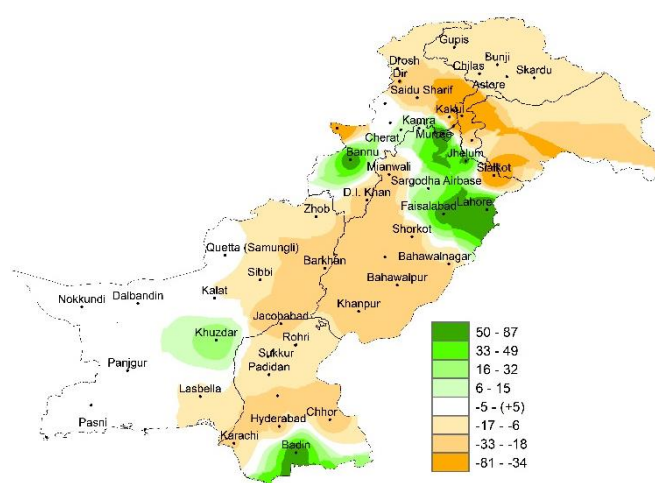 Gupis
Drosh
Bunji
Dir
Chilas
Skardu
Astore
Saidu Sharif
Kakul
Kamra
Murree
Cherat
Bannu
Jhelum
Mianwali
Sialkot
Sargodha Airbase
D.I. Khan
Zhob
Faisalabad
Lahore
Shorkot
Quetta (Samungli)
Barkhan
Bahawalnagar
Sibbi
Bahawalpur
Nokkundi
Dalbandin
Kalat
Khanpur
Jacobabad
Khuzdar
Rohri
Sukkur
Panjgur
Padidan
Lasbella
Pasni
Hyderabad
Chhor
Karachi
Badin
50 - 87
33 - 49
16 - 32
6 - 15
-5 - (+5)
-17 - -6
-33 - -18
-81 - -34